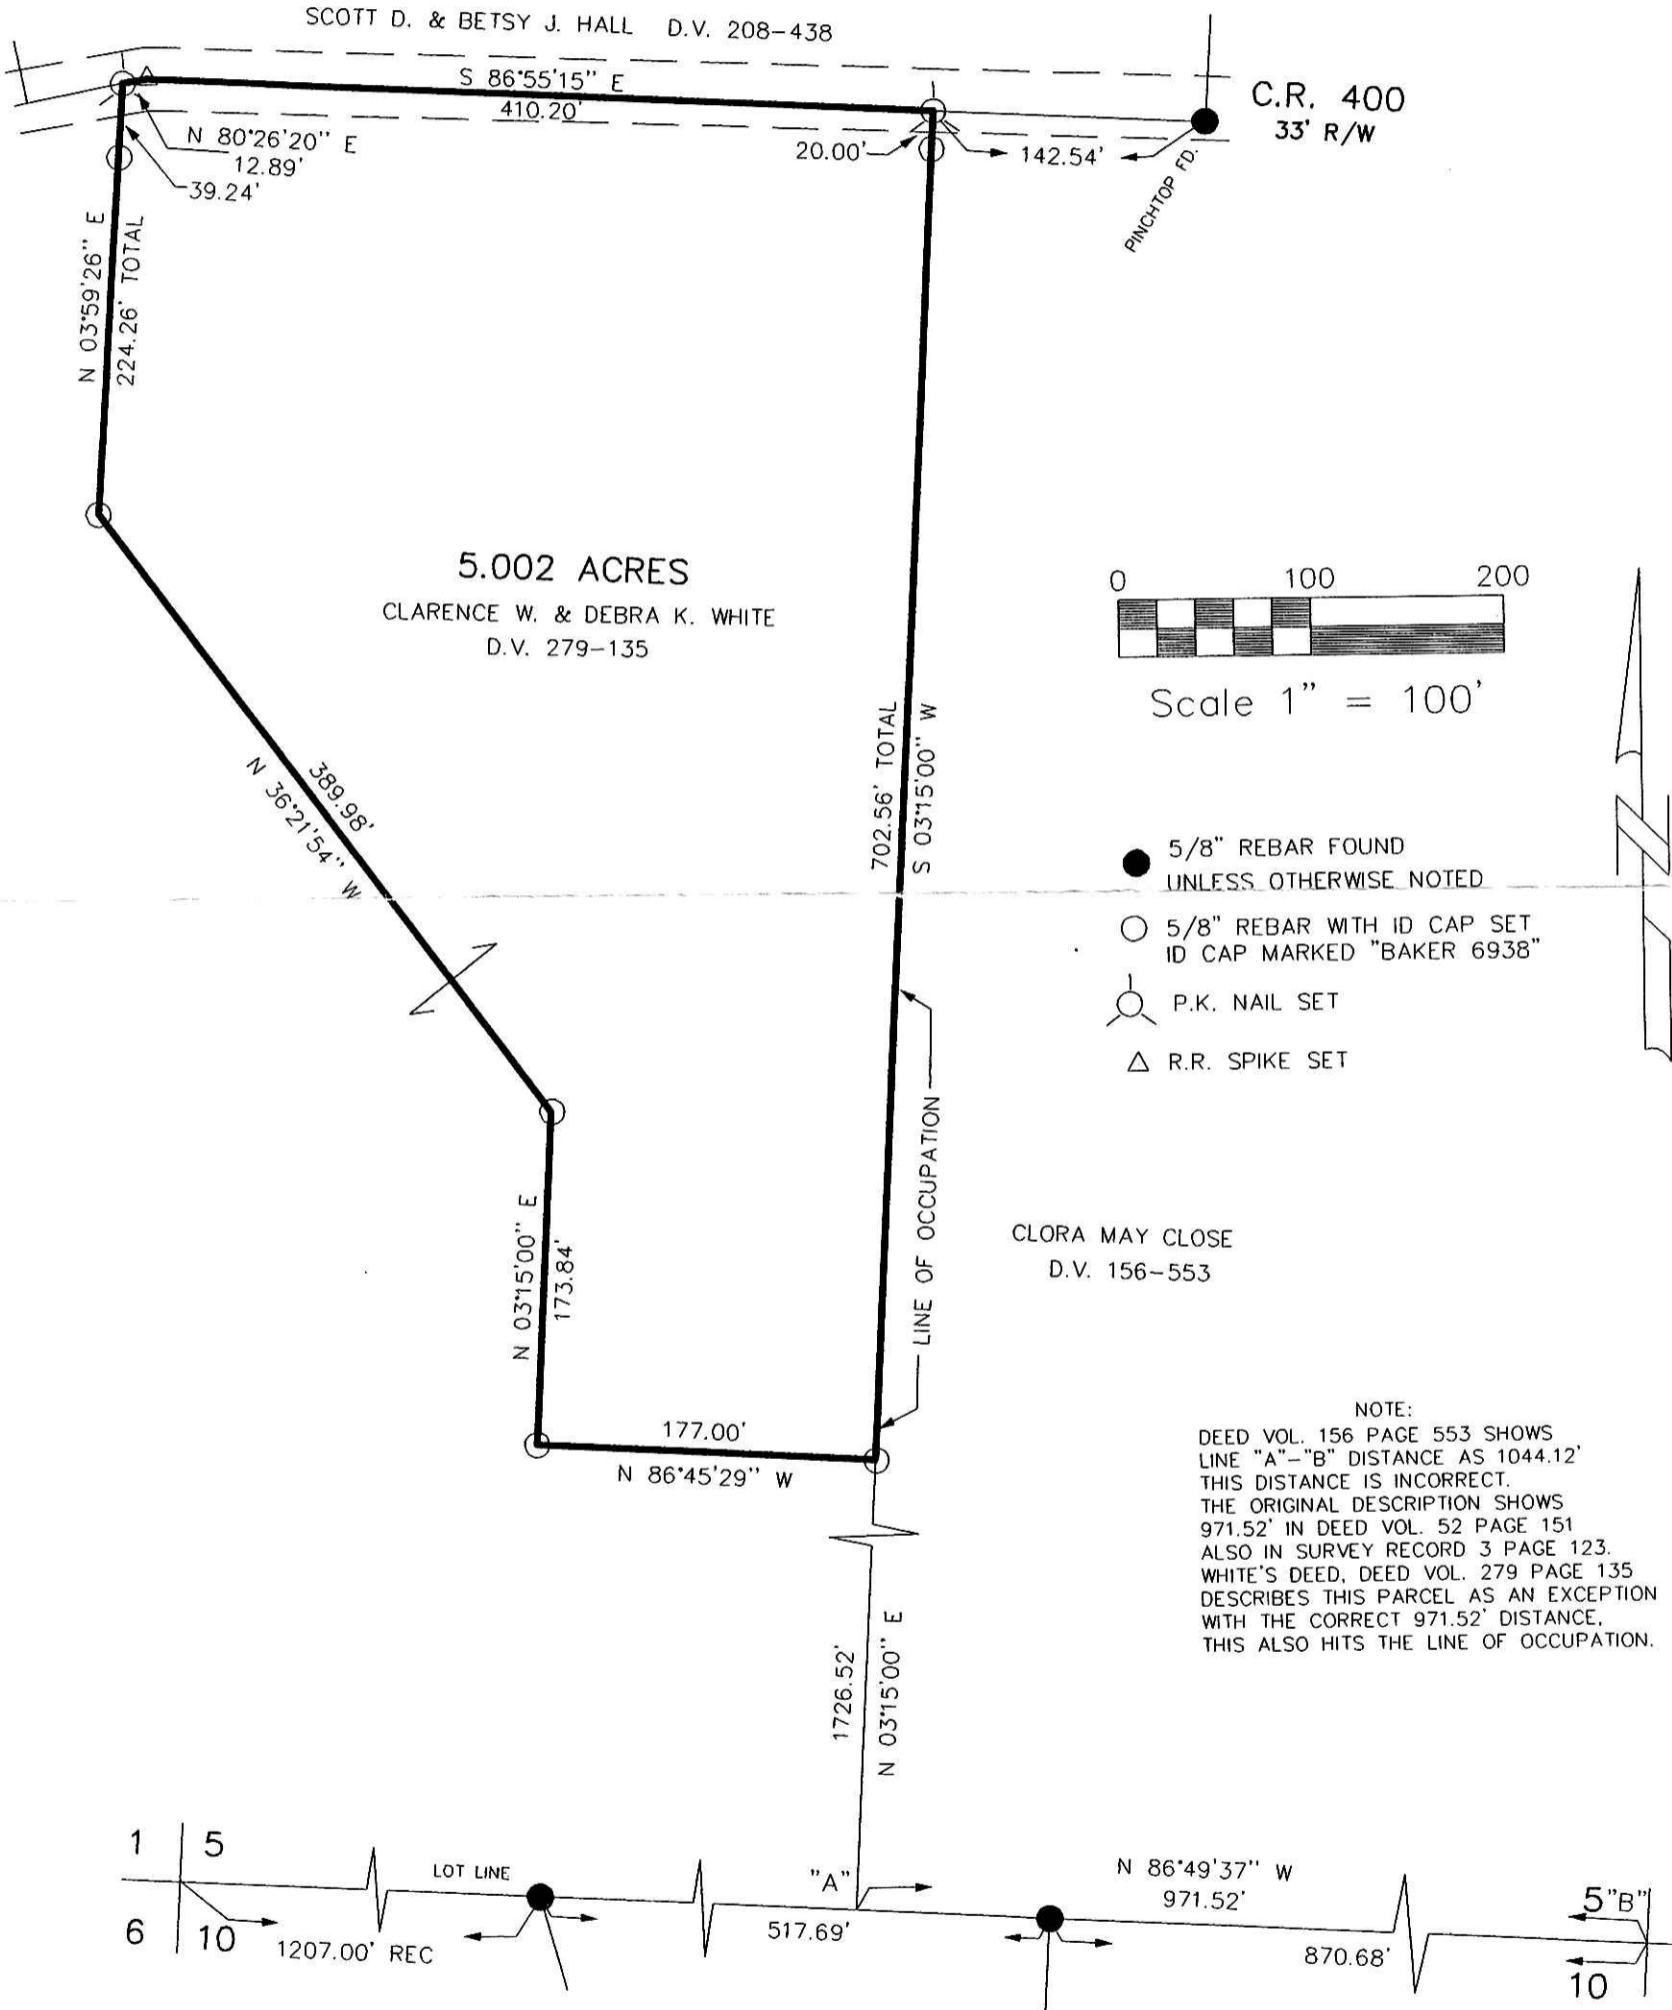 SCOTT D. & BETSY J. HALL D.V. 208-438
S 86°55'15" E
410.20'
C.R. 400
33' R/W
N 80°26'20" E
12.89'
39.24'
20.00'
142.54'
PINCHTOP FD.
N 03°59'26" E
224.26' TOTAL
5.002 ACRES
CLARENCE W. & DEBRA K. WHITE
D.V. 279-135
0 100 200
Scale 1" = 100'
389.98'
N 36°21'54" W
702.56' TOTAL
S 03°15'00" W
N
5/8" REBAR FOUND
UNLESS OTHERWISE NOTED
5/8" REBAR WITH ID CAP SET
ID CAP MARKED "BAKER 6938"
P.K. NAIL SET
R.R. SPIKE SET
LINE OF OCCUPATION
N 03°15'00" E
173.84'
CLORA MAY CLOSE
D.V. 156-553
177.00'
N 86°45'29" W
NOTE:
DEED VOL. 156 PAGE 553 SHOWS
LINE "A"-"B" DISTANCE AS 1044.12'
THIS DISTANCE IS INCORRECT.
THE ORIGINAL DESCRIPTION SHOWS
971.52' IN DEED VOL. 52 PAGE 151
ALSO IN SURVEY RECORD 3 PAGE 123.
WHITE'S DEED, DEED VOL. 279 PAGE 135
DESCRIBES THIS PARCEL AS AN EXCEPTION
WITH THE CORRECT 971.52' DISTANCE.
THIS ALSO HITS THE LINE OF OCCUPATION.
1726.52'
N 03°15'00" E
1 5
6 10
LOT LINE
1207.00' REC
"A"
517.69'
N 86°49'37" W
971.52'
870.68'
5 "B"
10